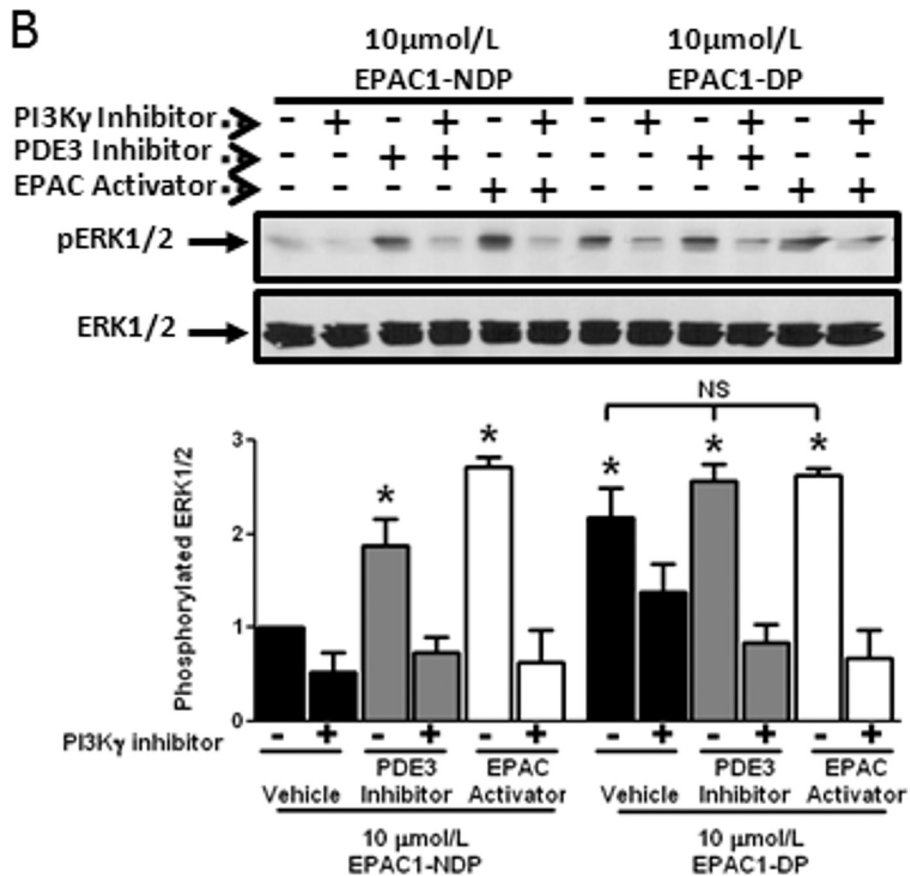 B
10μmol/L 10μmol/L
EPAC1-NDP EPAC1-DP
PI3Kγ Inhibitor - + - + - + - + - + - +
PDE3 Inhibitor - - + + - - - - + + - -
EPAC Activator - - - - + + - - - - + +
pERK1/2
ERK1/2
NS
* * * * *
3
2
1
0
Phosphorylated ERK1/2
PI3Kγ inhibitor - + - + - + - + - + - +
Vehicle PDE3 Inhibitor EPAC Activator Vehicle PDE3 Inhibitor EPAC Activator
10 μmol/L 10 μmol/L
EPAC1-NDP EPAC1-DP